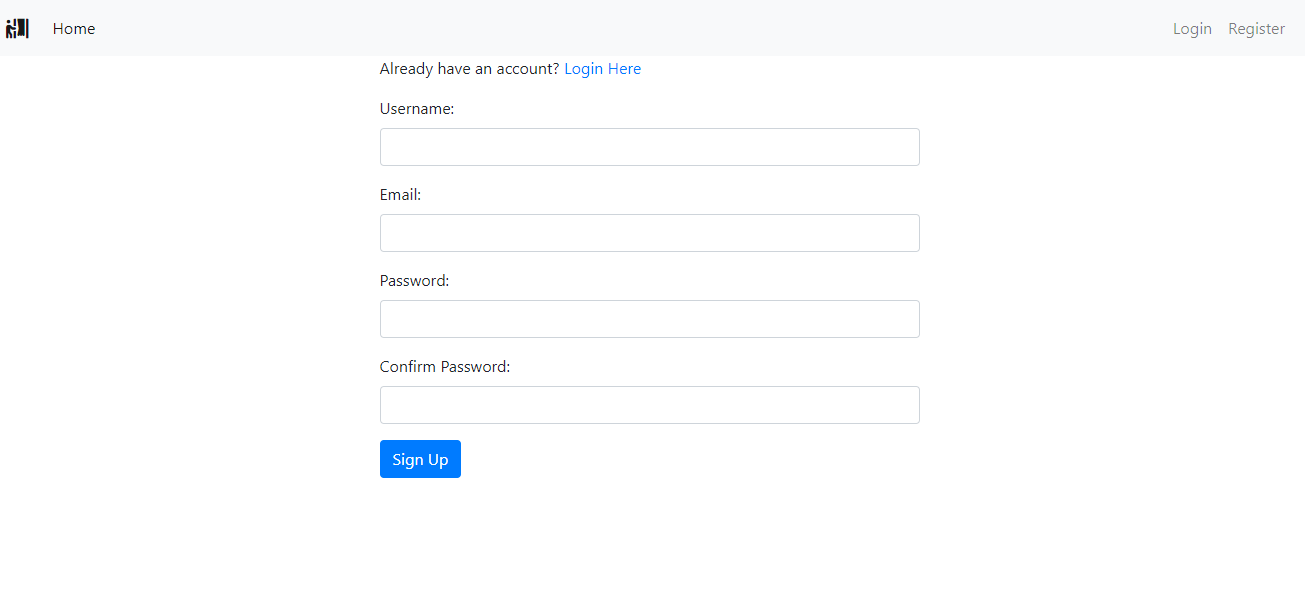 Home Login Register
Already have an account? Login Here
Username:
Email:
Password:
Confirm Password:
Sign Up